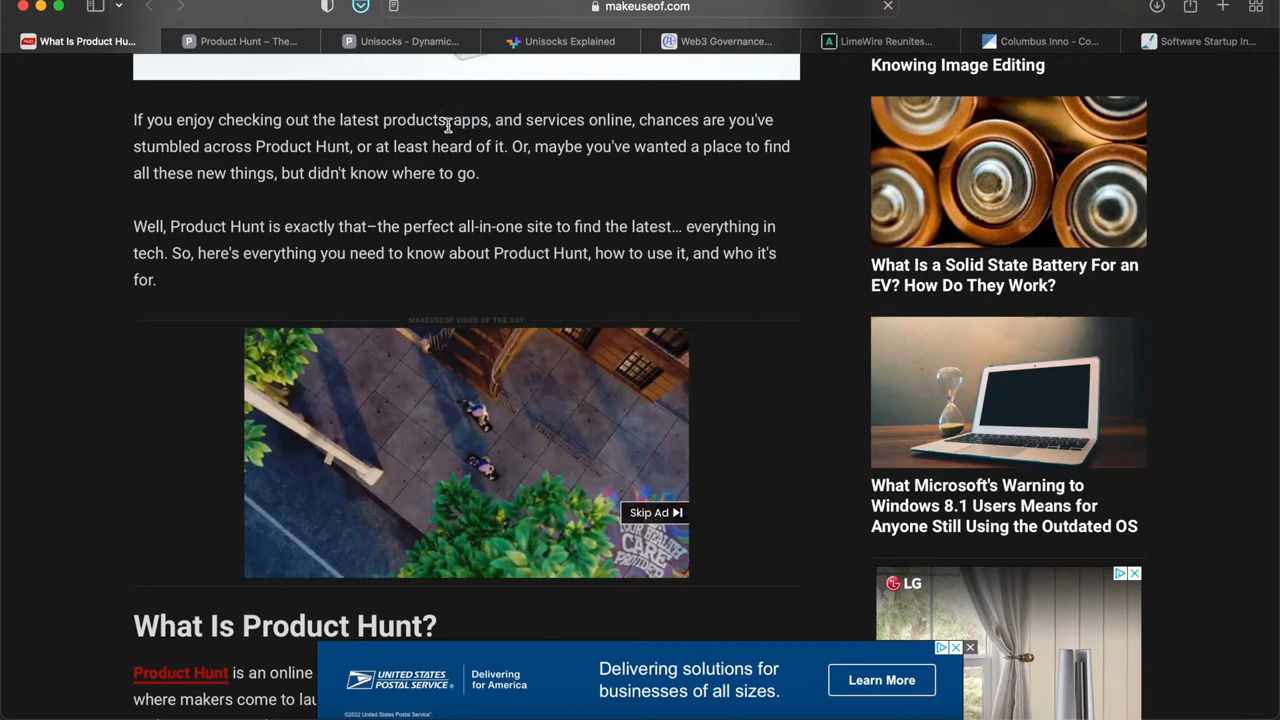 makeuseof.com
What Is Product Hu...
Product Hunt – The...
Unisocks - Dynamic...
Unisocks Explained
Web3 Governance...
LimeWire Reunites...
Columbus Inno - Co...
Software Startup In...
If you enjoy checking out the latest products, apps, and services online, chances are you've
stumbled across Product Hunt, or at least heard of it. Or, maybe you've wanted a place to find
all these new things, but didn't know where to go.
Well, Product Hunt is exactly that–the perfect all-in-one site to find the latest... everything in
tech. So, here's everything you need to know about Product Hunt, how to use it, and who it's
for.
MAKEUSEOF VIDEO OF THE DAY
Skip Ad
YOUR HEALTH
CARE
PROVIDER
What Is Product Hunt?
Product Hunt is an online
where makers come to lau
UNITED STATES
POSTAL SERVICE®
Delivering
for America
Delivering solutions for
businesses of all sizes.
Learn More
©2022 United States Postal Service®
Knowing Image Editing
What Is a Solid State Battery For an
EV? How Do They Work?
What Microsoft's Warning to
Windows 8.1 Users Means for
Anyone Still Using the Outdated OS
LG